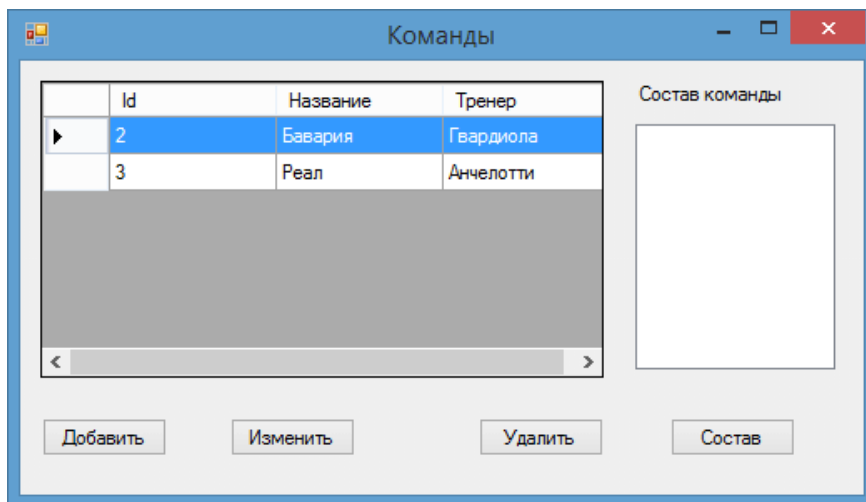 Команды
Id Название Тренер
2 Бавария Гвардиола
3 Реал Анчелотти
Состав команды
Добавить Изменить Удалить Состав